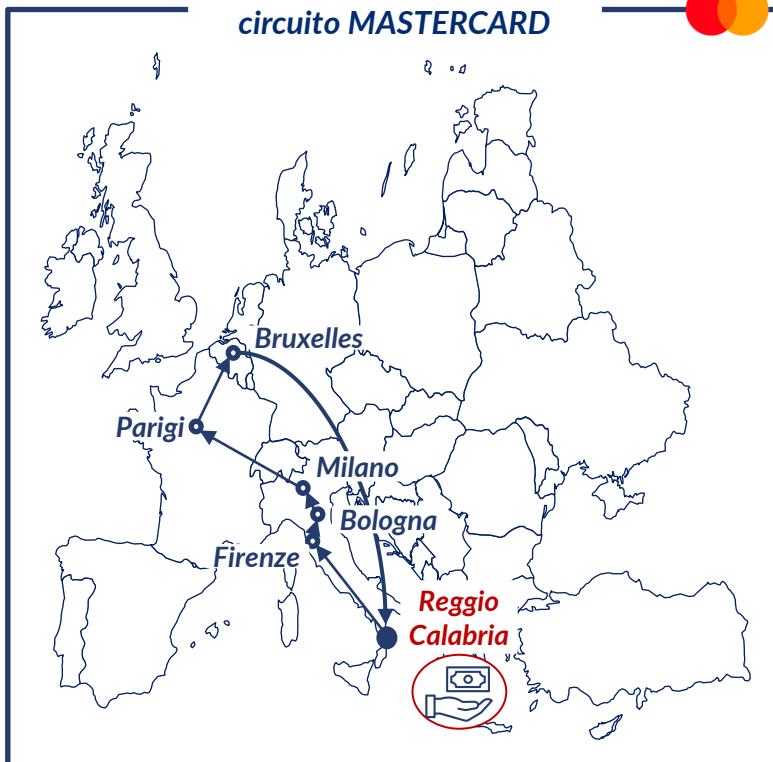 circuito MASTERCARD
Bruxelles
Parigi
Milano
Bologna
Firenze
Reggio
Calabria